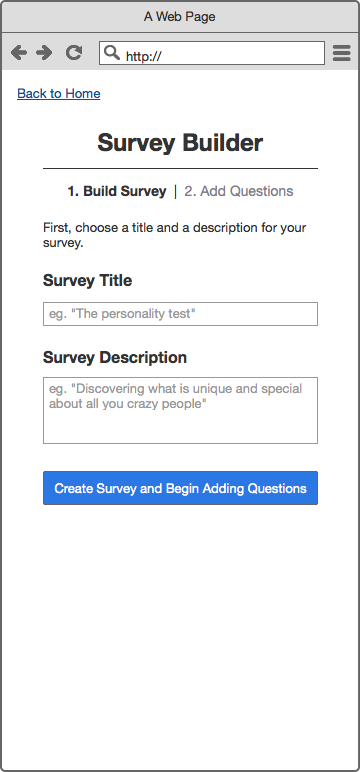 A Web Page
http://
Back to Home
Survey Builder
1. Build Survey | 2. Add Questions
First, choose a title and a description for your
survey.
Survey Title
eg. "The personality test"
Survey Description
eg. "Discovering what is unique and special
about all you crazy people"
Create Survey and Begin Adding Questions